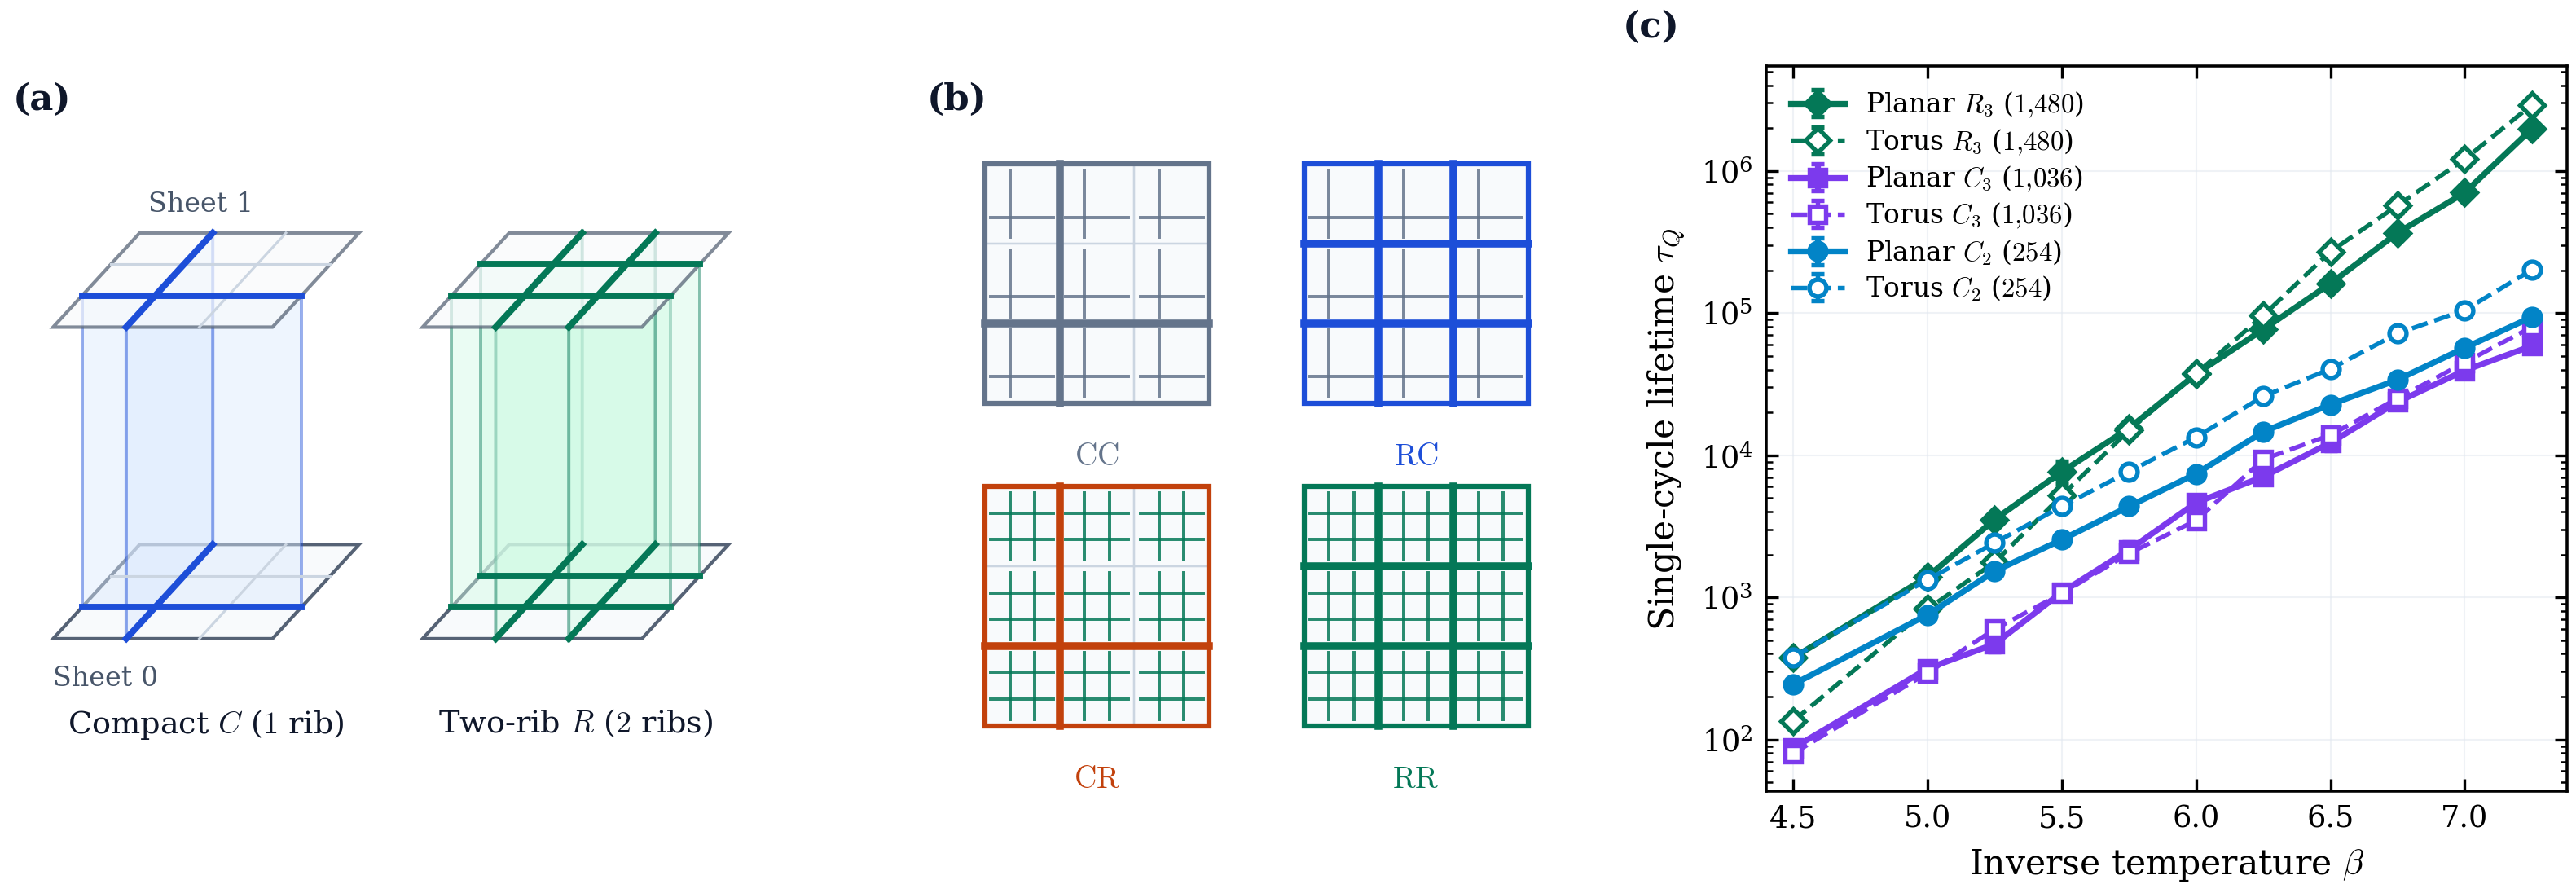 (a)
Sheet 1
Sheet 0
Compact C (1 rib)
Two-rib R (2 ribs)
(b)
CC
RC
CR
RR
(c)
Planar R₃ (1,480)
Torus R₃ (1,480)
Planar C₃ (1,036)
Torus C₃ (1,036)
Planar C₂ (254)
Torus C₂ (254)
Single-cycle lifetime τ_Q
10⁶
10⁵
10⁴
10³
10²
4.5 5.0 5.5 6.0 6.5 7.0
Inverse temperature β